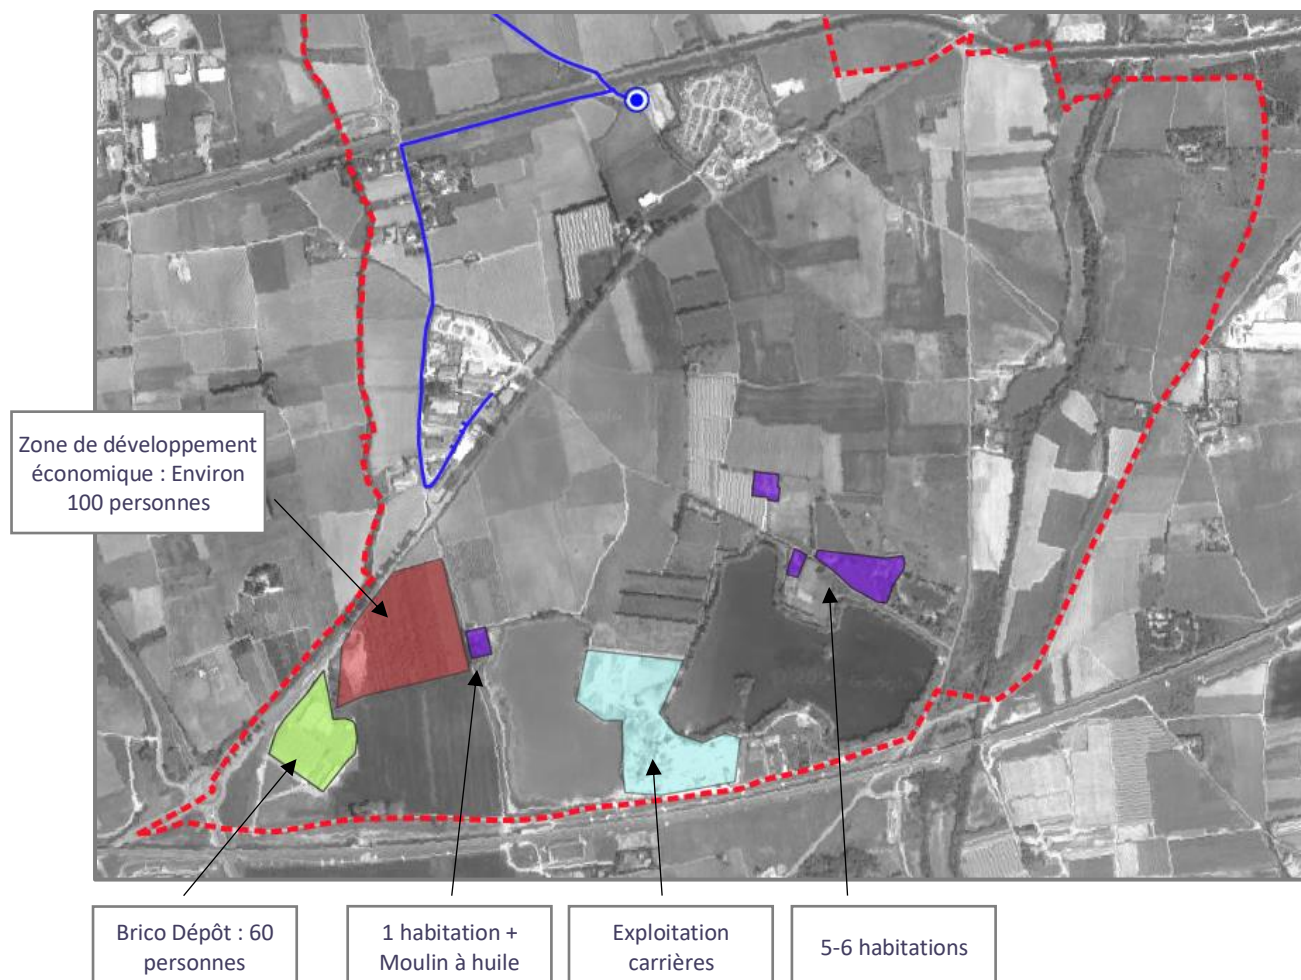 Zone de développement
économique : Environ
100 personnes
Brico Dépôt : 60
personnes
1 habitation +
Moulin à huile
Exploitation
carrières
5-6 habitations